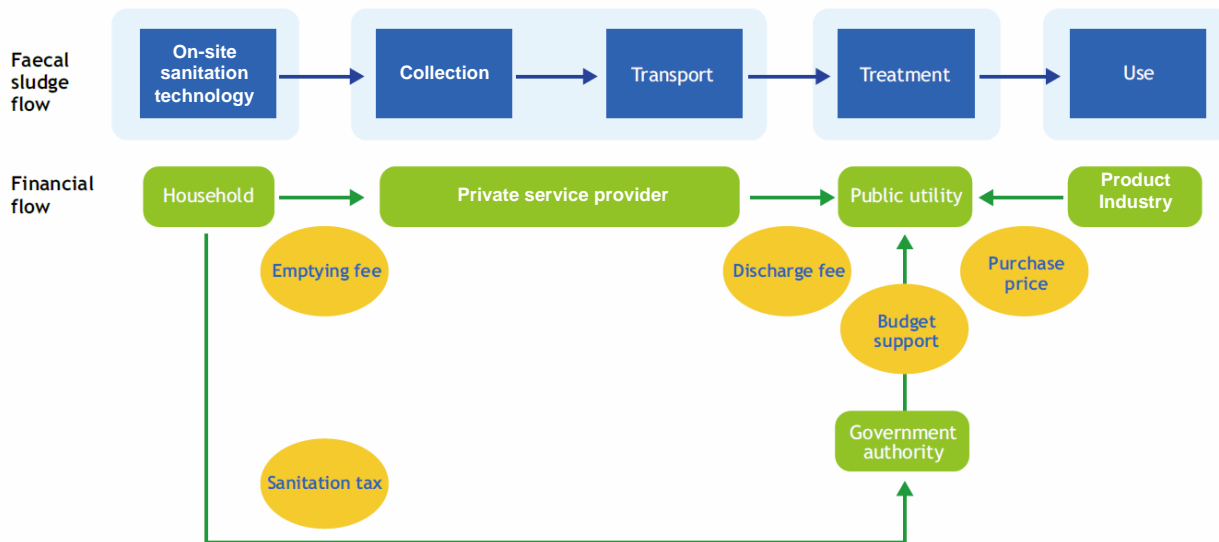 Faecal
sludge
flow
On-site
sanitation
technology
Collection
Transport
Treatment
Use
Financial
flow
Household
Private service provider
Public utility
Product
Industry
Emptying fee
Discharge fee
Purchase
price
Budget
support
Government
authority
Sanitation tax